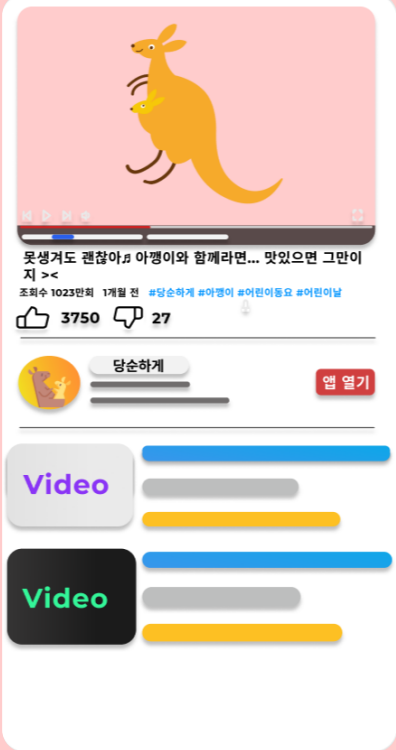 못생겨도 괜찮아♬ 아깽이와 함께라면... 맛있으면 그만이
지 ><
조회수 1023만회 1개월 전 #당순하게 #아깽이 #어린이동요 #어린이날
3750 27
당순하게
앱 열기
Video
Video